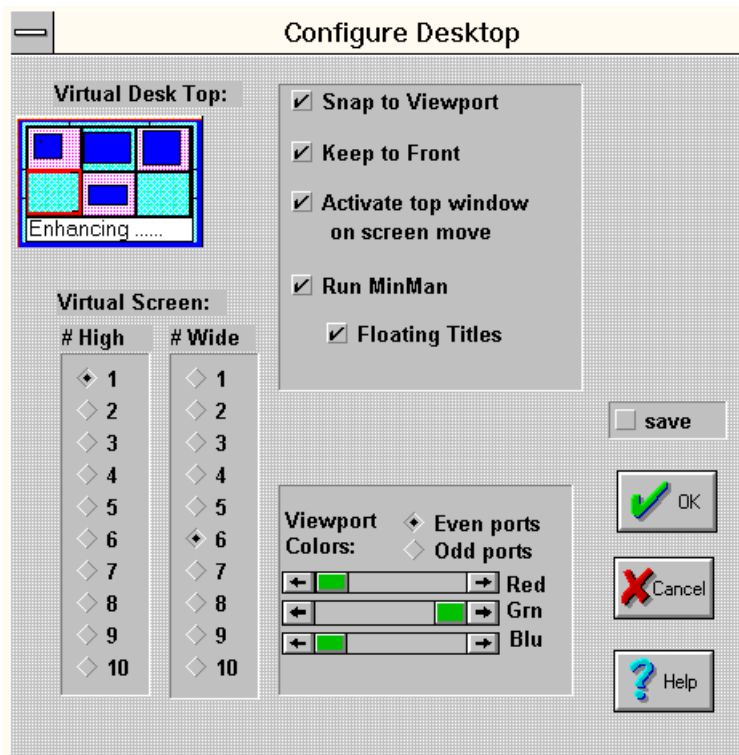 Configure Desktop
Virtual Desk Top:
Enhancing ......
Snap to Viewport
Keep to Front
Activate top window
on screen move
Run MinMan
Floating Titles
Virtual Screen:
# High
# Wide
1
2
3
4
5
6
7
8
9
10
1
2
3
4
5
6
7
8
9
10
Viewport
Colors:
Even ports
Odd ports
Red
Grn
Blu
save
OK
Cancel
Help